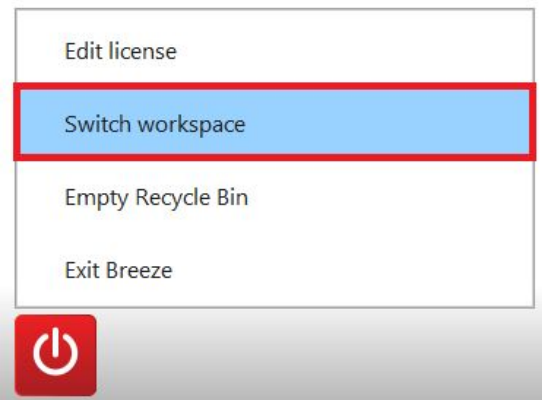 Edit license
Switch workspace
Empty Recycle Bin
Exit Breeze